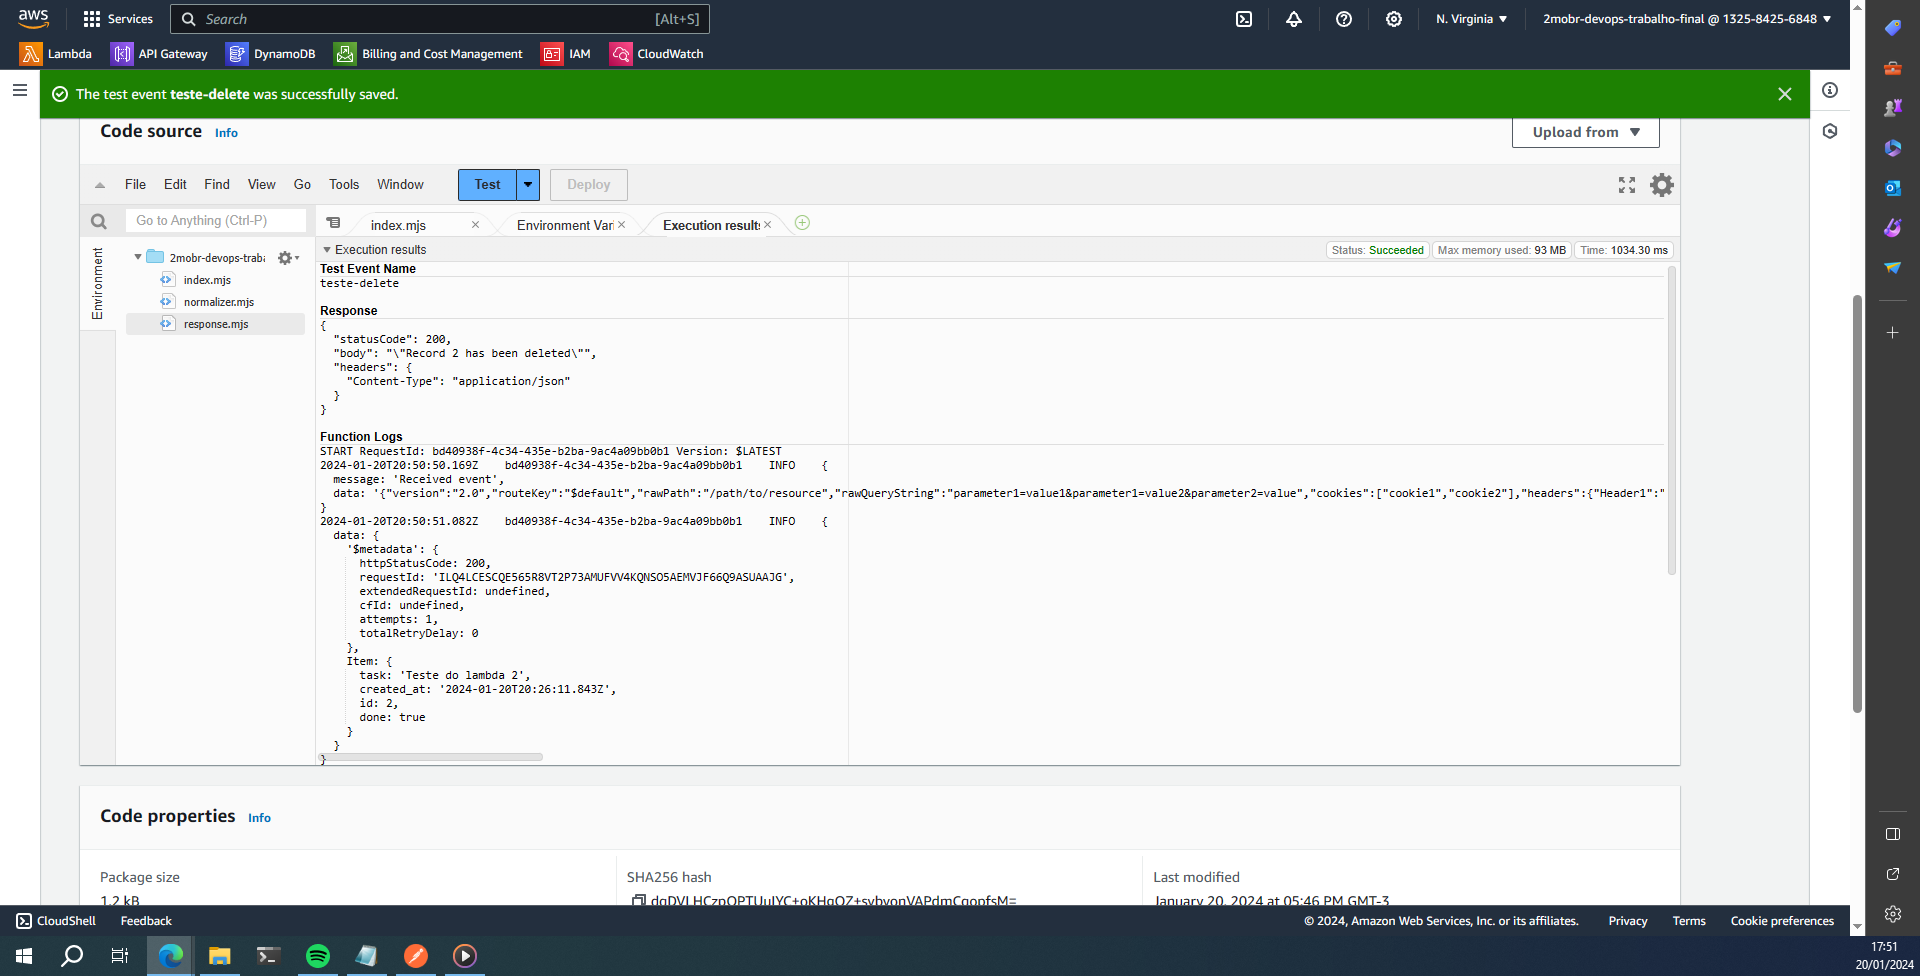 aws
Services
Search
[Alt+S]
N. Virginia
2mobr-devops-trabalho-final @ 1325-8425-6848
Lambda
API Gateway
DynamoDB
Billing and Cost Management
IAM
CloudWatch
The test event teste-delete was successfully saved.
Code source
Info
Upload from
File
Edit
Find
View
Go
Tools
Window
Test
Deploy
Go to Anything (Ctrl-P)
index.mjs
Environment Vari
Execution results
Environment
2mobr-devops-traba
index.mjs
normalizer.mjs
response.mjs
Execution results
Status: Succeeded
Max memory used: 93 MB
Time: 1034.30 ms
Test Event Name
teste-delete
Response
{
"statusCode": 200,
"body": "\"Record 2 has been deleted\"",
"headers": {
"Content-Type": "application/json"
}
}
Function Logs
START RequestId: bd40938f-4c34-435e-b2ba-9ac4a09bb0b1 Version: $LATEST
2024-01-20T20:50:50.169Z bd40938f-4c34-435e-b2ba-9ac4a09bb0b1 INFO {
message: 'Received event',
data: '{"version":"2.0","routeKey":"$default","rawPath":"/path/to/resource","rawQueryString":"parameter1=value1&parameter1=value2&parameter2=value","cookies":["cookie1","cookie2"],"headers":{"Header1":"
}
2024-01-20T20:50:51.082Z bd40938f-4c34-435e-b2ba-9ac4a09bb0b1 INFO {
data: {
'$metadata': {
httpStatusCode: 200,
requestId: 'ILQ4LCESCQE565R8VT2P73AMUFVV4KQNSO5AEMVJF66Q9ASUAAJG',
extendedRequestId: undefined,
cfId: undefined,
attempts: 1,
totalRetryDelay: 0
},
Item: {
task: 'Teste do lambda 2',
created_at: '2024-01-20T20:26:11.843Z',
id: 2,
done: true
}
}
}
Code properties
Info
Package size
1.2 kB
SHA256 hash
Last modified
January 20, 2024 at 05:46 PM GMT-3
CloudShell
Feedback
© 2024, Amazon Web Services, Inc. or its affiliates.
Privacy
Terms
Cookie preferences
17:51
20/01/2024